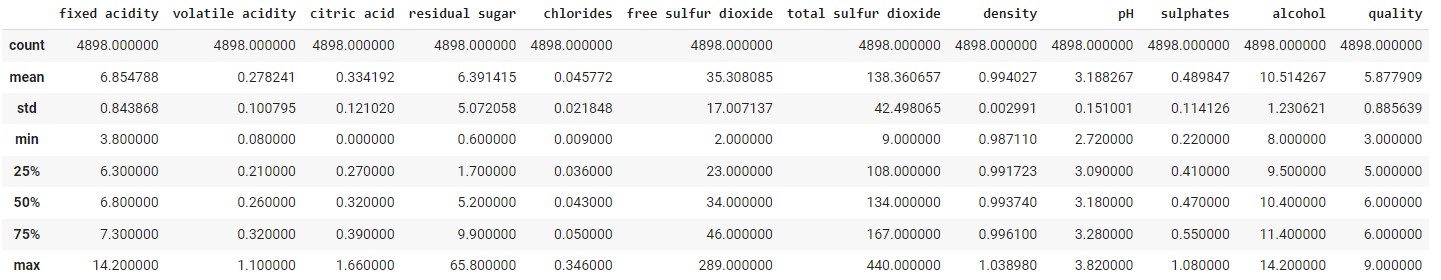 fixed acidity volatile acidity citric acid residual sugar chlorides free sulfur dioxide total sulfur dioxide density pH sulphates alcohol quality
count 4898.000000 4898.000000 4898.000000 4898.000000 4898.000000 4898.000000 4898.000000 4898.000000 4898.000000 4898.000000 4898.000000 4898.000000
mean 6.854788 0.278241 0.334192 6.391415 0.045772 35.308085 138.360657 0.994027 3.188267 0.489847 10.514267 5.877909
std 0.843868 0.100795 0.121020 5.072058 0.021848 17.007137 42.498065 0.002991 0.151001 0.114126 1.230621 0.885639
min 3.800000 0.080000 0.000000 0.600000 0.009000 2.000000 9.000000 0.987110 2.720000 0.220000 8.000000 3.000000
25% 6.300000 0.210000 0.270000 1.700000 0.036000 23.000000 108.000000 0.991723 3.090000 0.410000 9.500000 5.000000
50% 6.800000 0.260000 0.320000 5.200000 0.043000 34.000000 134.000000 0.993740 3.180000 0.470000 10.400000 6.000000
75% 7.300000 0.320000 0.390000 9.900000 0.050000 46.000000 167.000000 0.996100 3.280000 0.550000 11.400000 6.000000
max 14.200000 1.100000 1.660000 65.800000 0.346000 289.000000 440.000000 1.038980 3.820000 1.080000 14.200000 9.000000